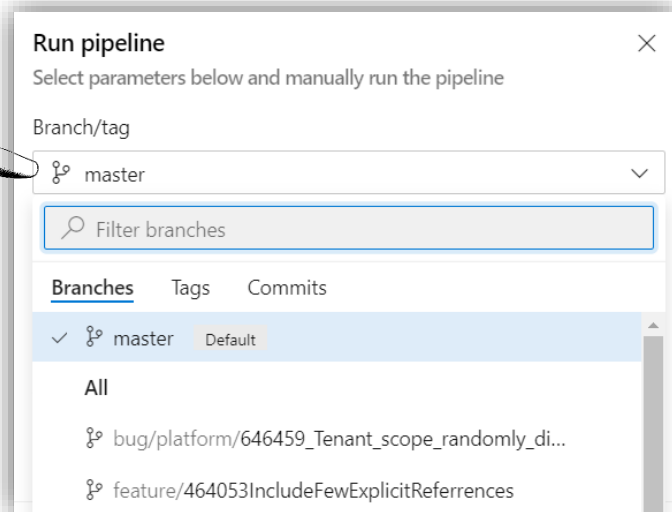 Run pipeline
Select parameters below and manually run the pipeline
Branch/tag
master
Filter branches
Branches Tags Commits
master Default
All
bug/platform/646459_Tenant_scope_randomly_di...
feature/464053IncludeFewExplicitReferrences